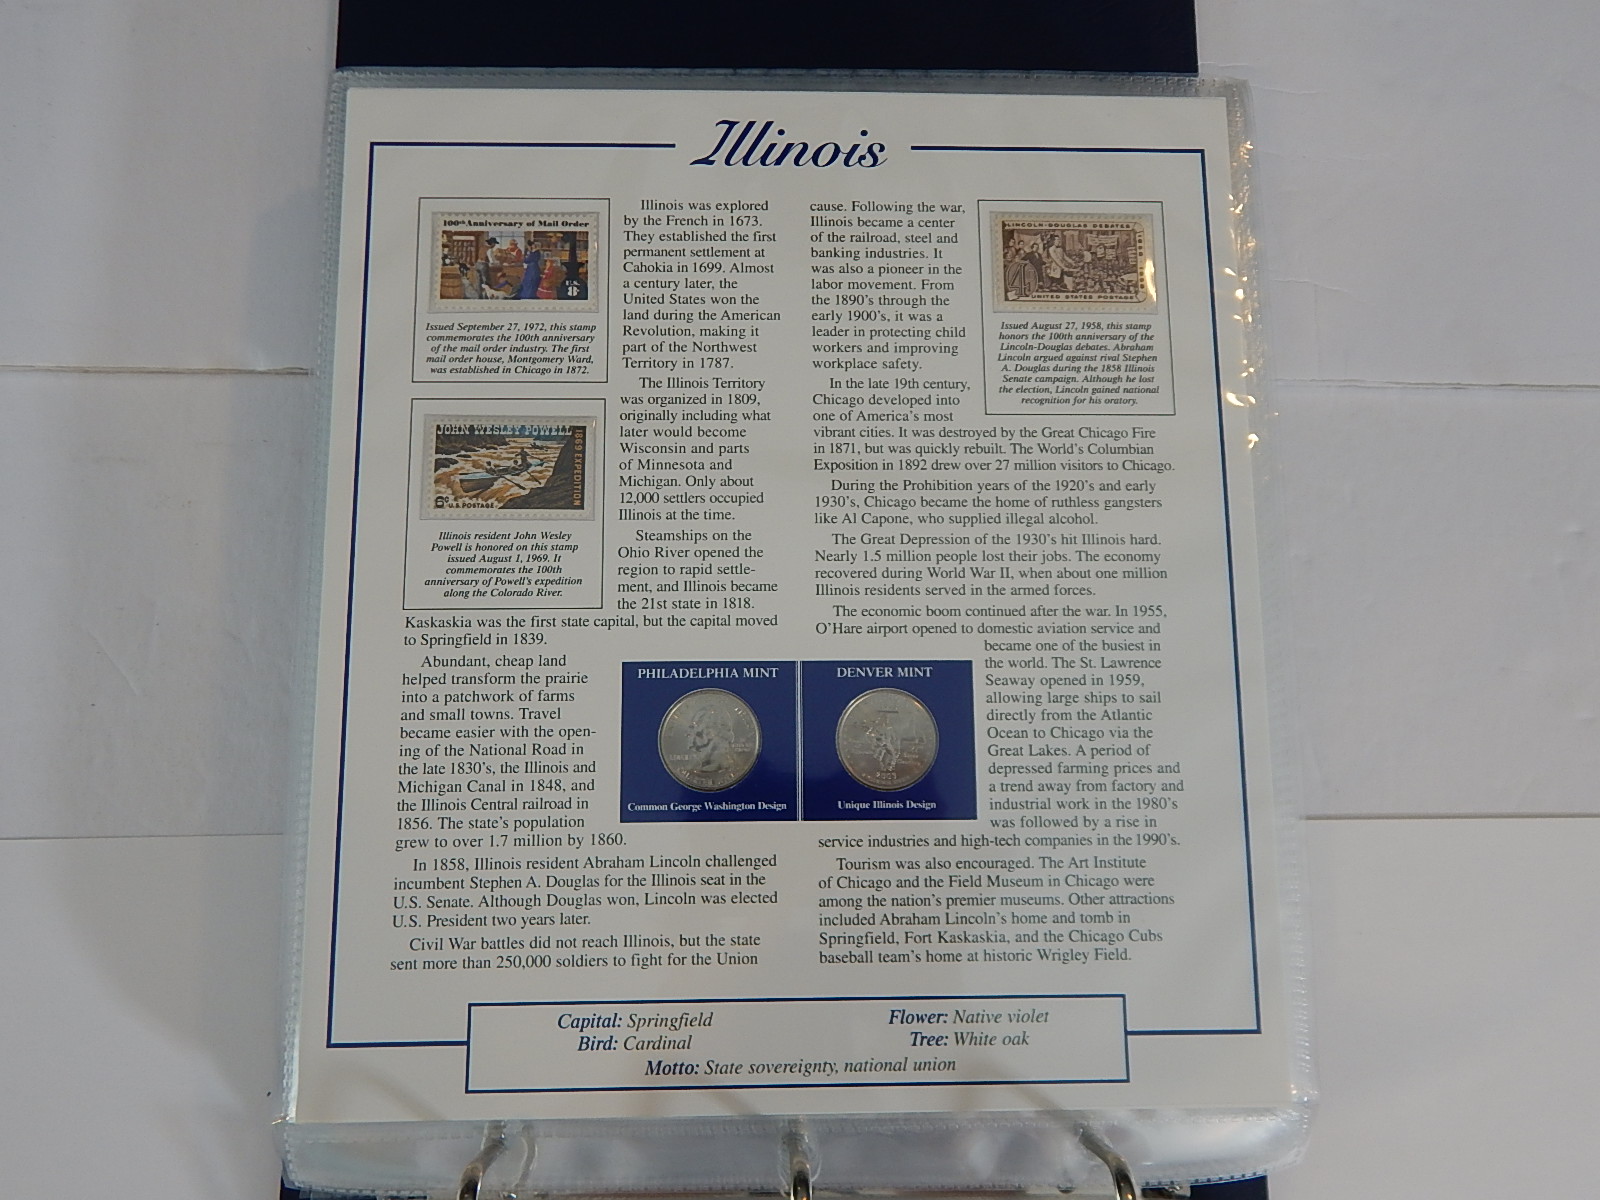 Illinois
100th Anniversary of Mail Order
U.S.
8c
Issued September 27, 1972, this stamp
commemorates the 100th anniversary
of the mail order industry. The first
mail order house, Montgomery Ward,
was established in Chicago in 1872.
JOHN WESLEY POWELL
1869 EXPEDITION
6c
U.S. POSTAGE
Illinois resident John Wesley
Powell is honored on this stamp
issued August 1, 1969. It
commemorates the 100th
anniversary of Powell's expedition
along the Colorado River.
Illinois was explored
by the French in 1673.
They established the first
permanent settlement at
Cahokia in 1699. Almost
a century later, the
United States won the
land during the American
Revolution, making it
part of the Northwest
Territory in 1787.
The Illinois Territory
was organized in 1809,
originally including what
later would become
Wisconsin and parts
of Minnesota and
Michigan. Only about
12,000 settlers occupied
Illinois at the time.
Steamships on the
Ohio River opened the
region to rapid settle-
ment, and Illinois became
the 21st state in 1818.
Kaskaskia was the first state capital, but the capital moved
to Springfield in 1839.
Abundant, cheap land
helped transform the prairie
into a patchwork of farms
and small towns. Travel
became easier with the open-
ing of the National Road in
the late 1830's, the Illinois and
Michigan Canal in 1848, and
the Illinois Central railroad in
1856. The state's population
grew to over 1.7 million by 1860.
In 1858, Illinois resident Abraham Lincoln challenged
incumbent Stephen A. Douglas for the Illinois seat in the
U.S. Senate. Although Douglas won, Lincoln was elected
U.S. President two years later.
Civil War battles did not reach Illinois, but the state
sent more than 250,000 soldiers to fight for the Union
cause. Following the war,
Illinois became a center
of the railroad, steel and
banking industries. It
was also a pioneer in the
labor movement. From
the 1890's through the
early 1900's, it was a
leader in protecting child
workers and improving
workplace safety.
LINCOLN-DOUGLAS DEBATES
1858 1958
4c
UNITED STATES POSTAGE
Issued August 27, 1958, this stamp
honors the 100th anniversary of the
Lincoln-Douglas debates. Abraham
Lincoln argued against rival Stephen
A. Douglas during the 1858 Illinois
Senate campaign. Although he lost
the election, Lincoln gained national
recognition for his oratory.
In the late 19th century,
Chicago developed into
one of America's most
vibrant cities. It was destroyed by the Great Chicago Fire
in 1871, but was quickly rebuilt. The World's Columbian
Exposition in 1892 drew over 27 million visitors to Chicago.
During the Prohibition years of the 1920's and early
1930's, Chicago became the home of ruthless gangsters
like Al Capone, who supplied illegal alcohol.
The Great Depression of the 1930's hit Illinois hard.
Nearly 1.5 million people lost their jobs. The economy
recovered during World War II, when about one million
Illinois residents served in the armed forces.
The economic boom continued after the war. In 1955,
O'Hare airport opened to domestic aviation service and
became one of the busiest in
the world. The St. Lawrence
Seaway opened in 1959,
allowing large ships to sail
directly from the Atlantic
Ocean to Chicago via the
Great Lakes. A period of
depressed farming prices and
a trend away from factory and
industrial work in the 1980's
was followed by a rise in
service industries and high-tech companies in the 1990's.
Tourism was also encouraged. The Art Institute
of Chicago and the Field Museum in Chicago were
among the nation's premier museums. Other attractions
included Abraham Lincoln's home and tomb in
Springfield, Fort Kaskaskia, and the Chicago Cubs
baseball team's home at historic Wrigley Field.
PHILADELPHIA MINT
Common George Washington Design
DENVER MINT
2003
Unique Illinois Design
Capital: Springfield
Bird: Cardinal
Flower: Native violet
Tree: White oak
Motto: State sovereignty, national union